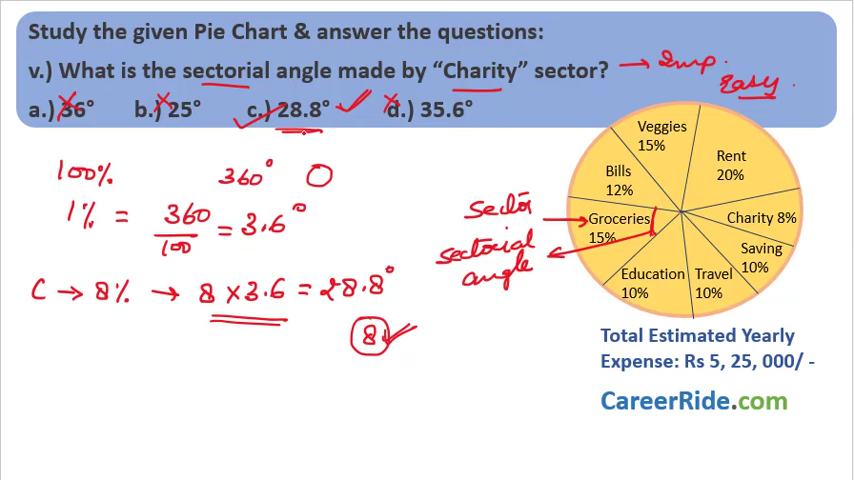 Study the given Pie Chart & answer the questions:
v.) What is the sectorial angle made by “Charity” sector? → Imp.
Easy.
a.) 36° b.) 25° c.) 28.8° d.) 35.6°
100% 360°
1% = 360/100 = 3.6°
C → 8% → 8 × 3.6 = 28.8°
8
Sector
sectorial
angle
Veggies
15%
Rent
20%
Bills
12%
Groceries
15%
Charity 8%
Saving
10%
Education
10%
Travel
10%
Total Estimated Yearly
Expense: Rs 5, 25, 000/ -
CareerRide.com